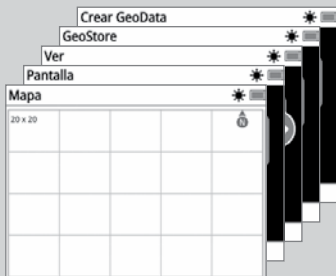 Crear GeoData
GeoStore
Ver
Pantalla
Mapa
20 x 20
N